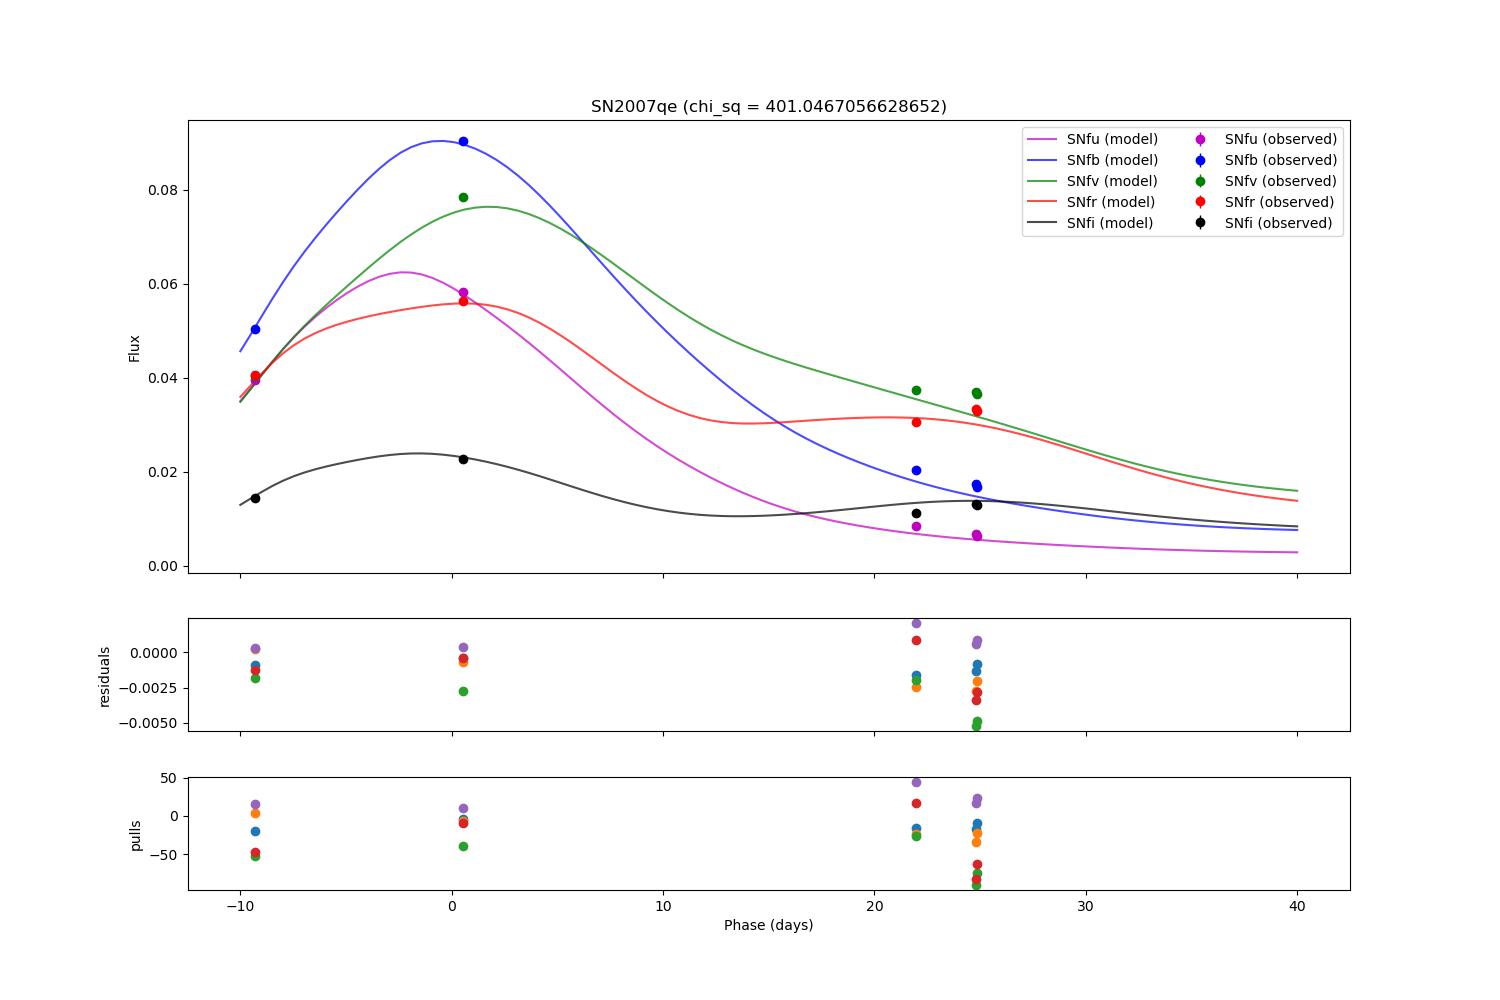 SN2007qe (chi_sq = 401.0467056628652)
Flux
0.08
0.06
0.04
0.02
0.00
SNfu (model)
SNfb (model)
SNfv (model)
SNfr (model)
SNfi (model)
SNfu (observed)
SNfb (observed)
SNfv (observed)
SNfr (observed)
SNfi (observed)
residuals
0.0000
−0.0025
−0.0050
pulls
50
0
−50
−10 0 10 20 30 40
Phase (days)